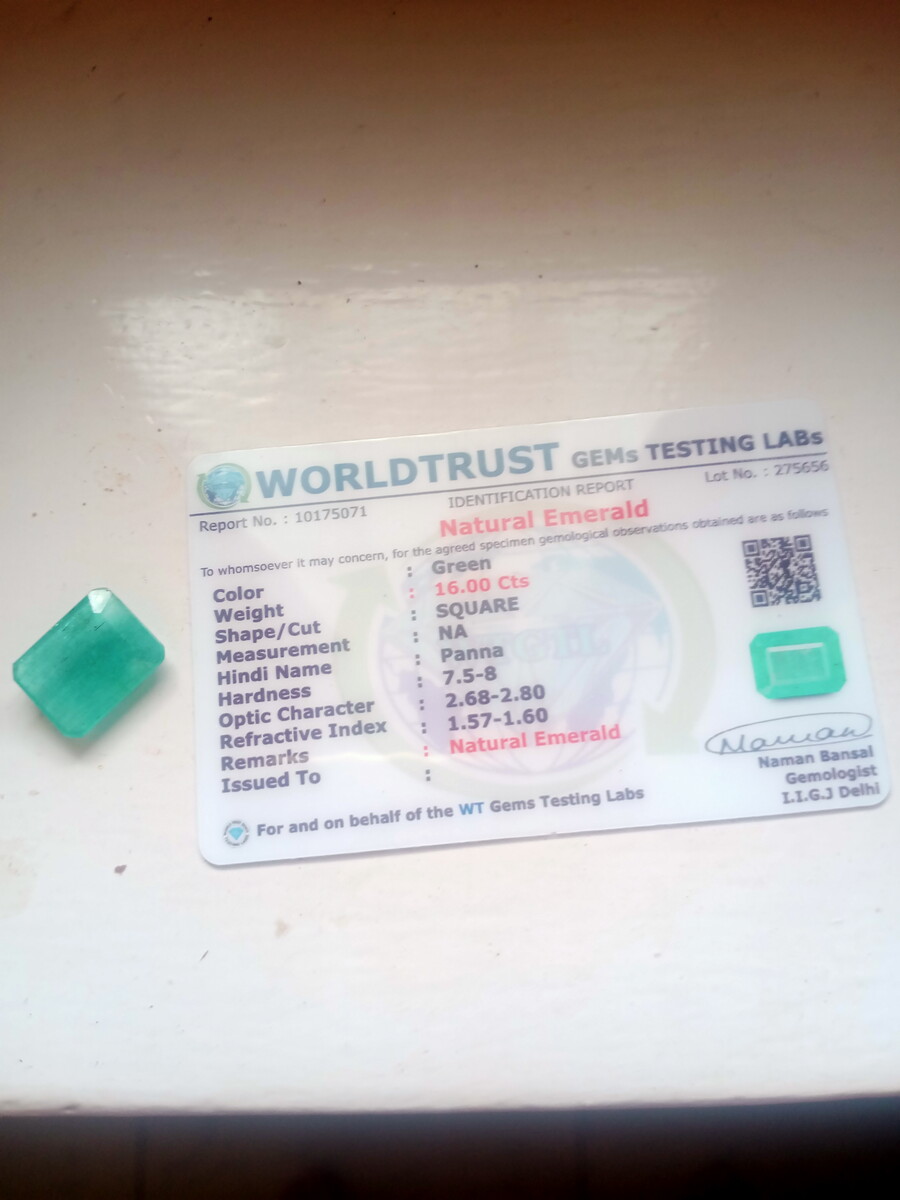 WORLDTRUST GEMs TESTING LABs
IDENTIFICATION REPORT
Lot No. : 275656
Report No. : 10175071
Natural Emerald
To whomsoever it may concern, for the agreed specimen gemological observations obtained are as follows
Color : Green
Weight : 16.00 Cts
Shape/Cut : SQUARE
Measurement : NA
Hindi Name : Panna
Hardness : 7.5-8
Optic Character : 2.68-2.80
Refractive Index : 1.57-1.60
Remarks : Natural Emerald
Issued To :
Naman
Naman Bansal
Gemologist
I.I.G.J Delhi
For and on behalf of the WT Gems Testing Labs